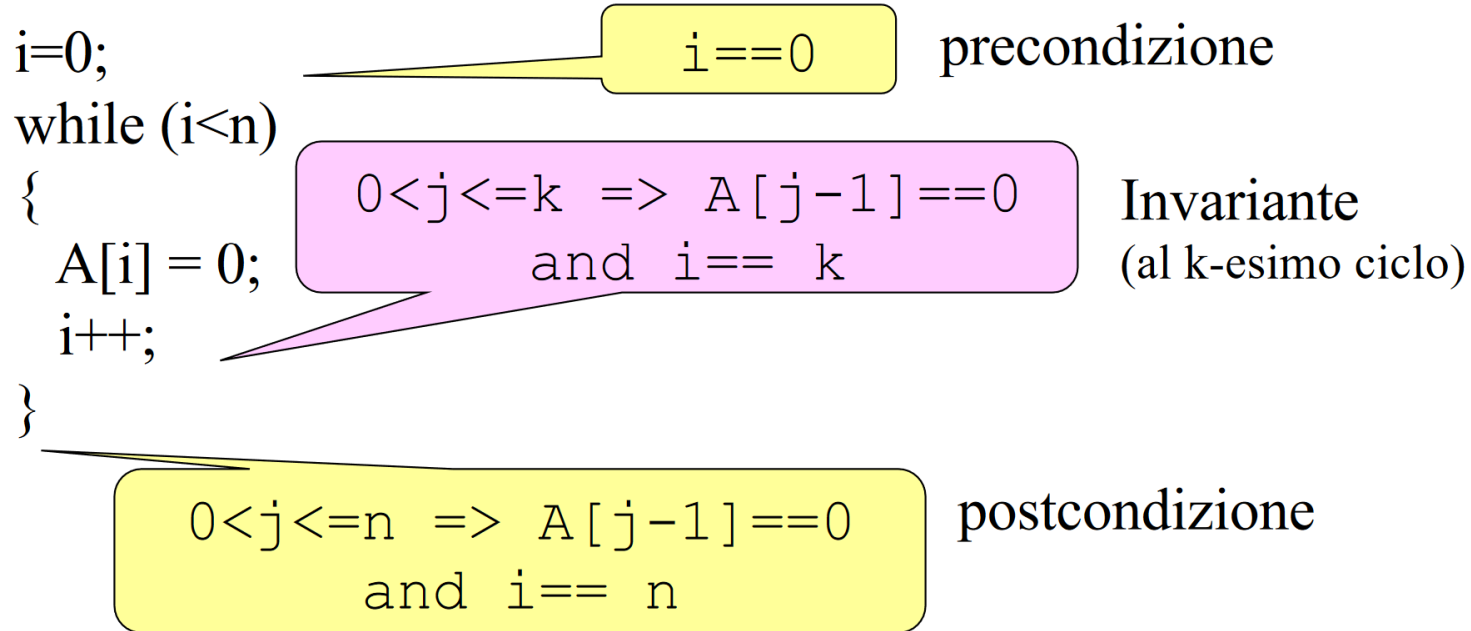 i=0;
i==0
precondizione
while (i<n)
{
0<j<=k => A[j-1]==0
and i== k
Invariante
(al k-esimo ciclo)
A[i] = 0;
i++;
}
0<j<=n => A[j-1]==0
and i== n
postcondizione